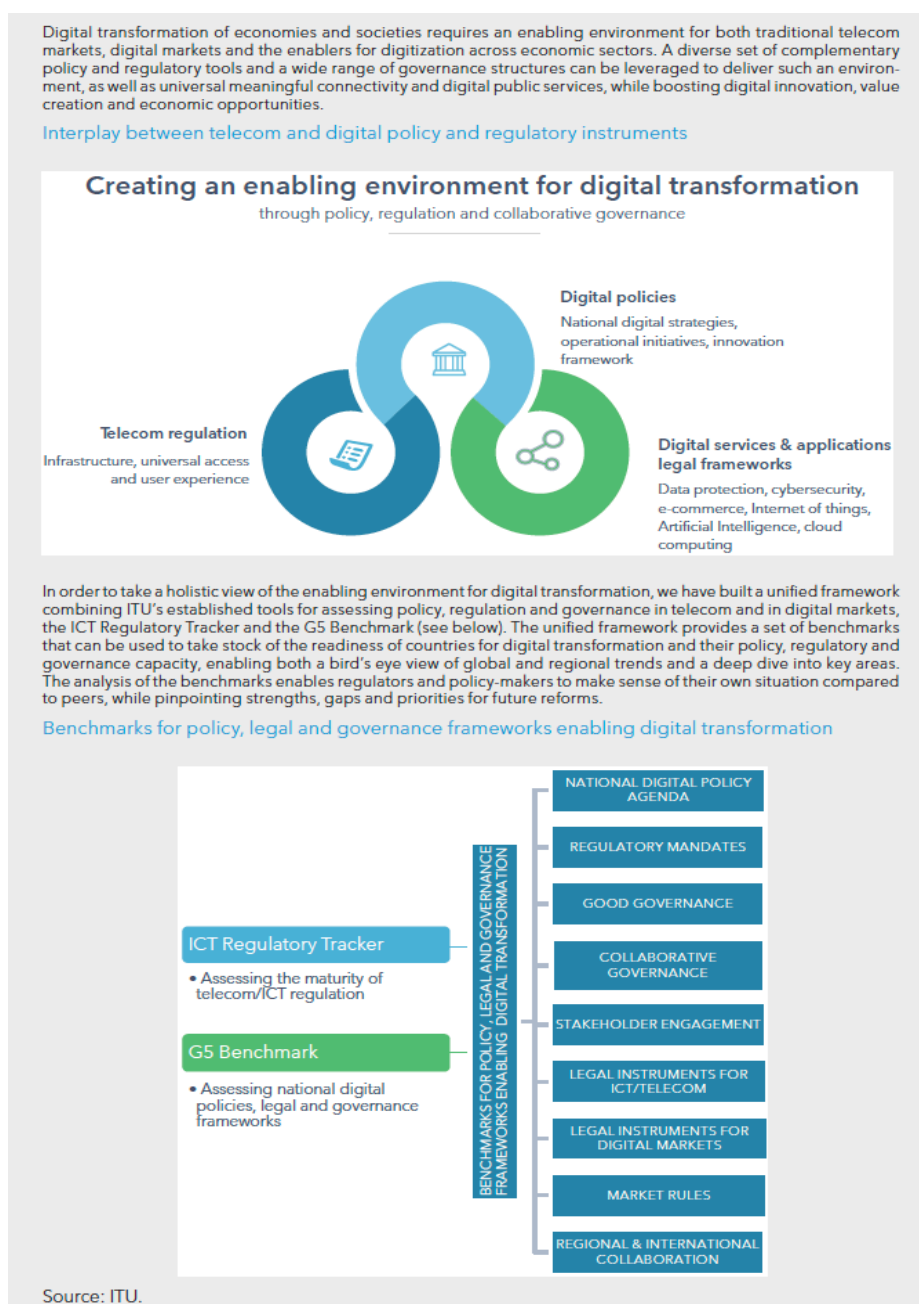 Digital transformation of economies and societies requires an enabling environment for both traditional telecom
markets, digital markets and the enablers for digitization across economic sectors. A diverse set of complementary
policy and regulatory tools and a wide range of governance structures can be leveraged to deliver such an environ-
ment, as well as universal meaningful connectivity and digital public services, while boosting digital innovation, value
creation and economic opportunities.
Interplay between telecom and digital policy and regulatory instruments
Creating an enabling environment for digital transformation
through policy, regulation and collaborative governance
Digital policies
National digital strategies,
operational initiatives, innovation
framework
Telecom regulation
Infrastructure, universal access
and user experience
Digital services & applications
legal frameworks
Data protection, cybersecurity,
e-commerce, Internet of things,
Artificial Intelligence, cloud
computing
In order to take a holistic view of the enabling environment for digital transformation, we have built a unified framework
combining ITU's established tools for assessing policy, regulation and governance in telecom and in digital markets,
the ICT Regulatory Tracker and the G5 Benchmark (see below). The unified framework provides a set of benchmarks
that can be used to take stock of the readiness of countries for digital transformation and their policy, regulatory and
governance capacity, enabling both a bird's eye view of global and regional trends and a deep dive into key areas.
The analysis of the benchmarks enables regulators and policy-makers to make sense of their own situation compared
to peers, while pinpointing strengths, gaps and priorities for future reforms.
Benchmarks for policy, legal and governance frameworks enabling digital transformation
ICT Regulatory Tracker
• Assessing the maturity of
telecom/ICT regulation
G5 Benchmark
• Assessing national digital
policies, legal and governance
frameworks
BENCHMARKS FOR POLICY, LEGAL AND GOVERNANCE
FRAMEWORKS ENABLING DIGITAL TRANSFORMATION
NATIONAL DIGITAL POLICY
AGENDA
REGULATORY MANDATES
GOOD GOVERNANCE
COLLABORATIVE
GOVERNANCE
STAKEHOLDER ENGAGEMENT
LEGAL INSTRUMENTS FOR
ICT/TELECOM
LEGAL INSTRUMENTS FOR
DIGITAL MARKETS
MARKET RULES
REGIONAL & INTERNATIONAL
COLLABORATION
Source: ITU.